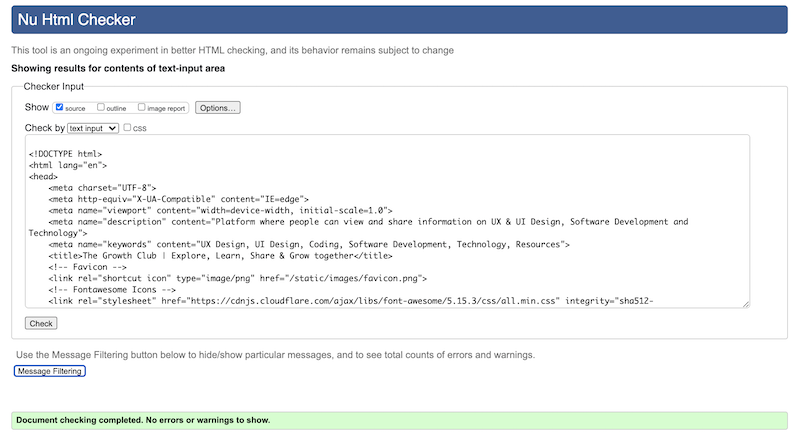 Nu Html Checker
This tool is an ongoing experiment in better HTML checking, and its behavior remains subject to change
Showing results for contents of text-input area
Checker Input
Show source outline image report Options...
Check by text input css
<!DOCTYPE html>
<html lang="en">
<head>
    <meta charset="UTF-8">
    <meta http-equiv="X-UA-Compatible" content="IE=edge">
    <meta name="viewport" content="width=device-width, initial-scale=1.0">
    <meta name="description" content="Platform where people can view and share information on UX & UI Design, Software Development and
Technology">
    <meta name="keywords" content="UX Design, UI Design, Coding, Software Development, Technology, Resources">
    <title>The Growth Club | Explore, Learn, Share & Grow together</title>
    <!-- Favicon -->
    <link rel="shortcut icon" type="image/png" href="/static/images/favicon.png">
    <!-- Fontawesome Icons -->
    <link rel="stylesheet" href="https://cdnjs.cloudflare.com/ajax/libs/font-awesome/5.15.3/css/all.min.css" integrity="sha512-
Check
Use the Message Filtering button below to hide/show particular messages, and to see total counts of errors and warnings.
Message Filtering
Document checking completed. No errors or warnings to show.